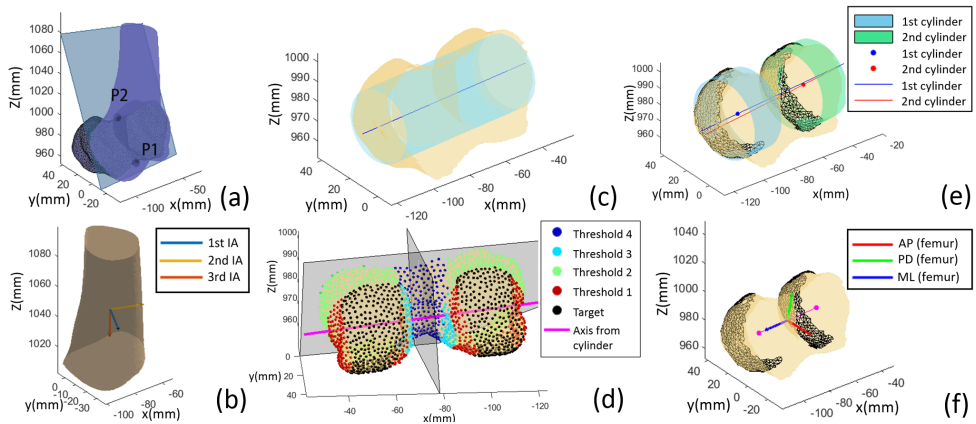 1080
1060
1040
1020
1000
980
960
Z(mm)
P2
P1
40
20
0
-20
y(mm)
-100
-50
x(mm)
(a)
1000
990
980
970
960
Z(mm)
20
0
y(mm)
-120
-100
-80
-60
-40
x(mm)
(c)
1000
990
980
970
960
Z(mm)
40
20
0
y(mm)
-100
-80
-60
-40
20
x(mm)
(e)
1st cylinder
2nd cylinder
1st cylinder
2nd cylinder
1st cylinder
2nd cylinder
1080
1060
1040
1020
Z(mm)
-10
-20
-30
y(mm)
-100
-80
-60
x(mm)
(b)
1st IA
2nd IA
3rd IA
1000
990
980
970
960
Z(mm)
0
20
40
y(mm)
-40
-60
-80
-100
-120
x(mm)
(d)
Threshold 4
Threshold 3
Threshold 2
Threshold 1
Target
Axis from
cylinder
1040
1020
1000
980
960
Z(mm)
40
20
0
y(mm)
-100
-80
-60
-40
x(mm)
(f)
AP (femur)
PD (femur)
ML (femur)